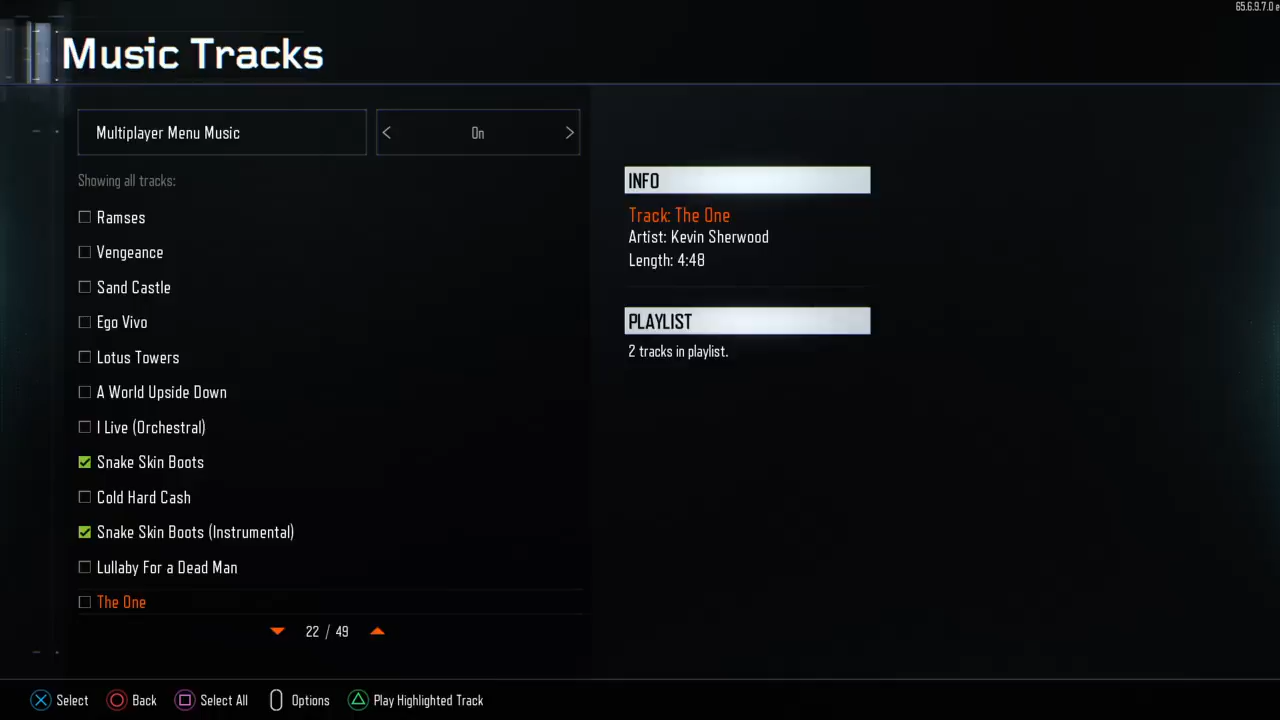 65.6.9.7.0 e
Music Tracks
Multiplayer Menu Music
On
Showing all tracks:
Ramses
Vengeance
Sand Castle
Ego Vivo
Lotus Towers
A World Upside Down
I Live (Orchestral)
Snake Skin Boots
Cold Hard Cash
Snake Skin Boots (Instrumental)
Lullaby For a Dead Man
The One
22 / 49
INFO
Track: The One
Artist: Kevin Sherwood
Length: 4:48
PLAYLIST
2 tracks in playlist.
Select Back Select All Options Play Highlighted Track